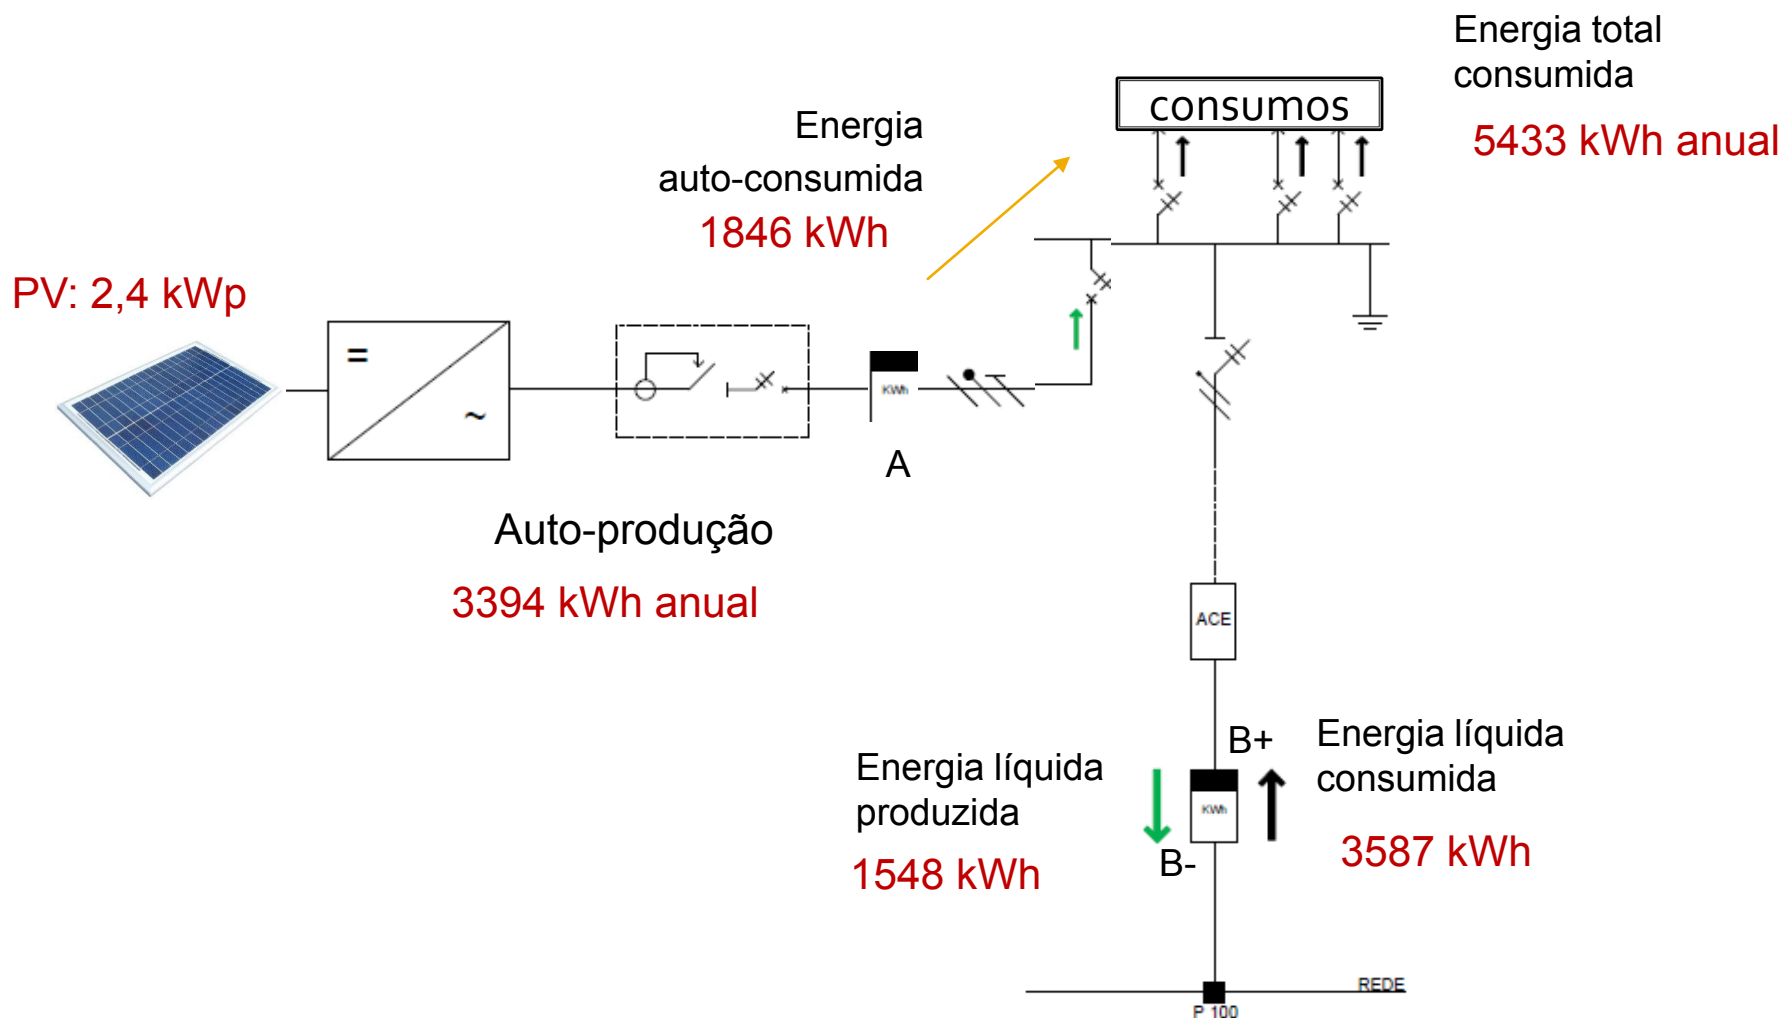 Energia total
consumida
5433 kWh anual
consumos
Energia
auto-consumida
1846 kWh
PV: 2,4 kWp
=
~
KWh
A
Auto-produção
3394 kWh anual
ACE
B+
Energia líquida
consumida
3587 kWh
Energia líquida
produzida
1548 kWh
KWh
B-
REDE
P 100